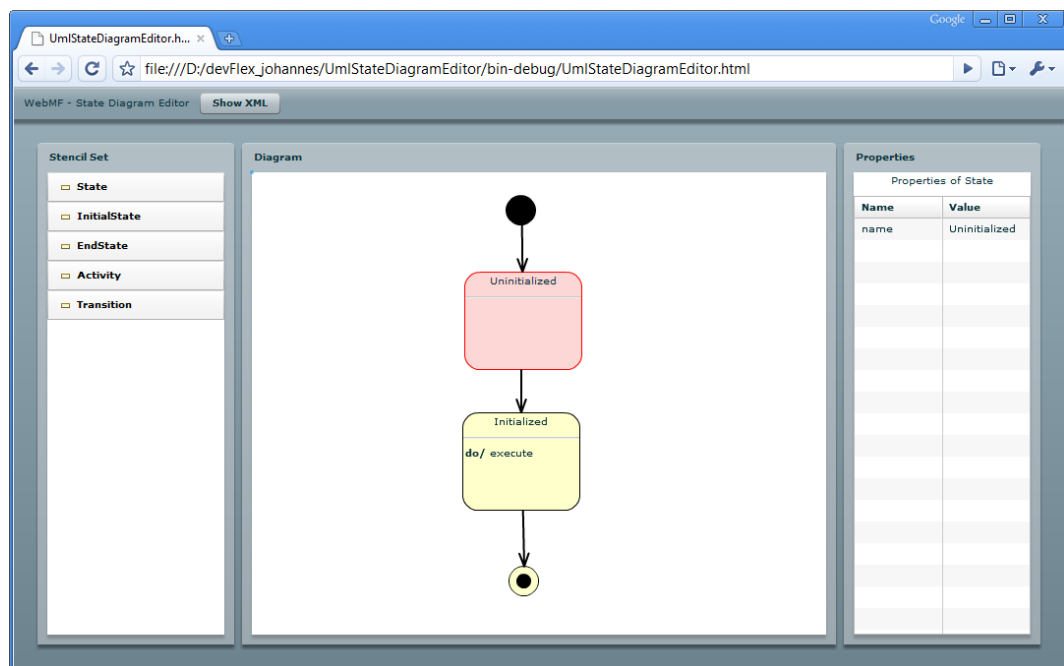 Google
UmlStateDiagramEditor.h...
file:///D:/devFlex_johannes/UmlStateDiagramEditor/bin-debug/UmlStateDiagramEditor.html
WebMF - State Diagram Editor Show XML
Stencil Set
State
InitialState
EndState
Activity
Transition
Diagram
Uninitialized
Initialized
do/ execute
Properties
Properties of State
Name Value
name Uninitialized